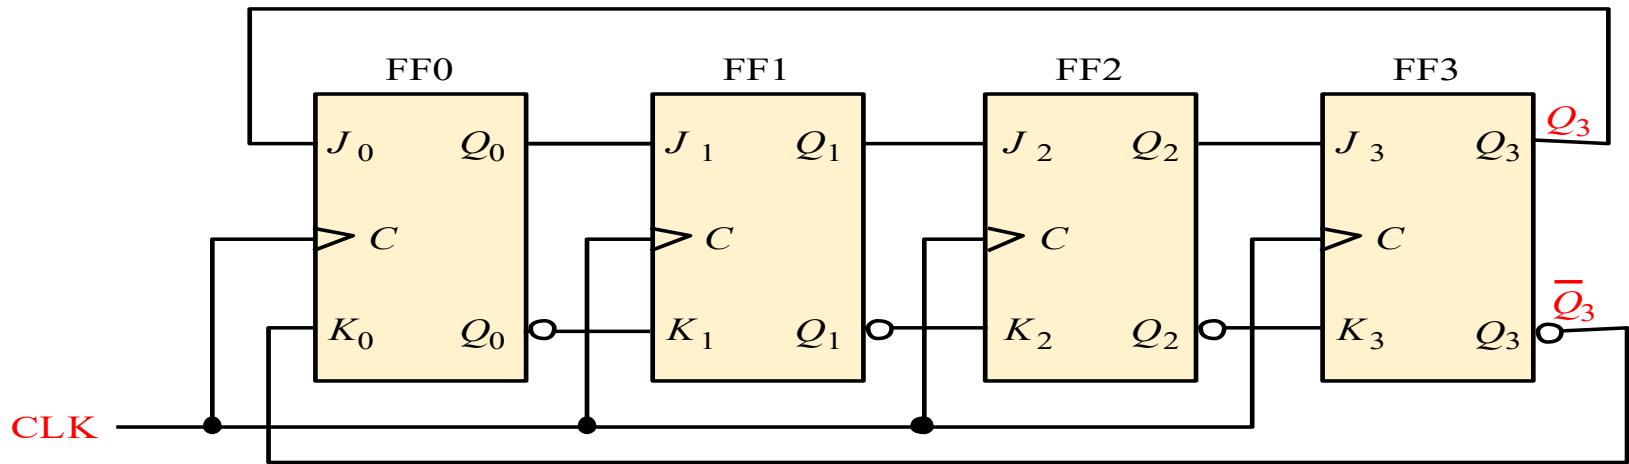 FF0 FF1 FF2 FF3
J0 Q0 J1 Q1 J2 Q2 J3 Q3 Q3
C C C C
K0 Q0 K1 Q1 K2 Q2 K3 Q3 Q̅3
CLK